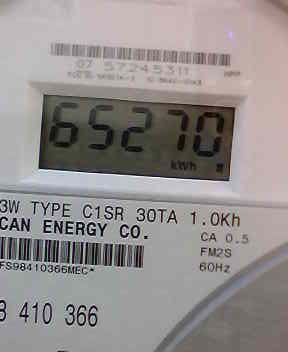 07 57245311
65270
kWh
3W TYPE C1SR 30TA 1.0Kh
CAN ENERGY CO.
CA 0.5
FM2S
60Hz
FS98410366MEC*
8 410 366